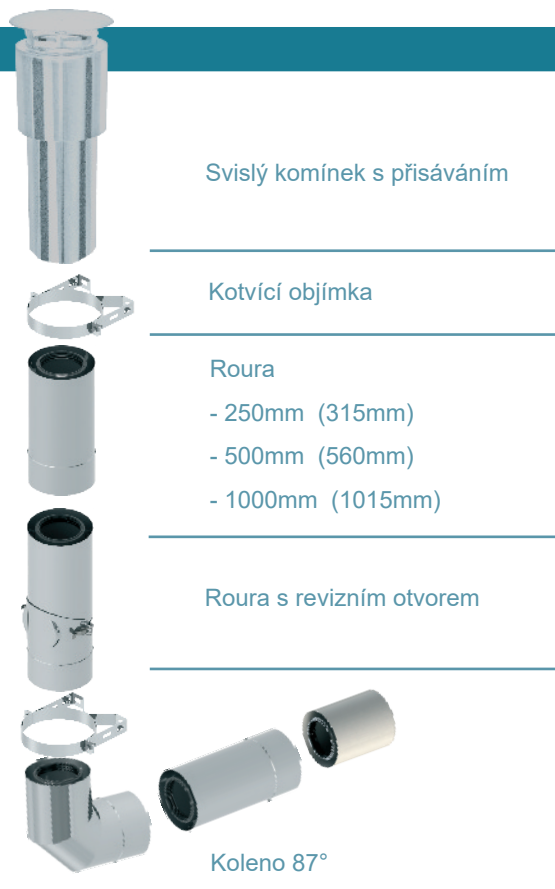 Svislý komínek s přisáváním
Kotvící objímka
Roura
- 250mm (315mm)
- 500mm (560mm)
- 1000mm (1015mm)
Roura s revizním otvorem
Koleno 87°